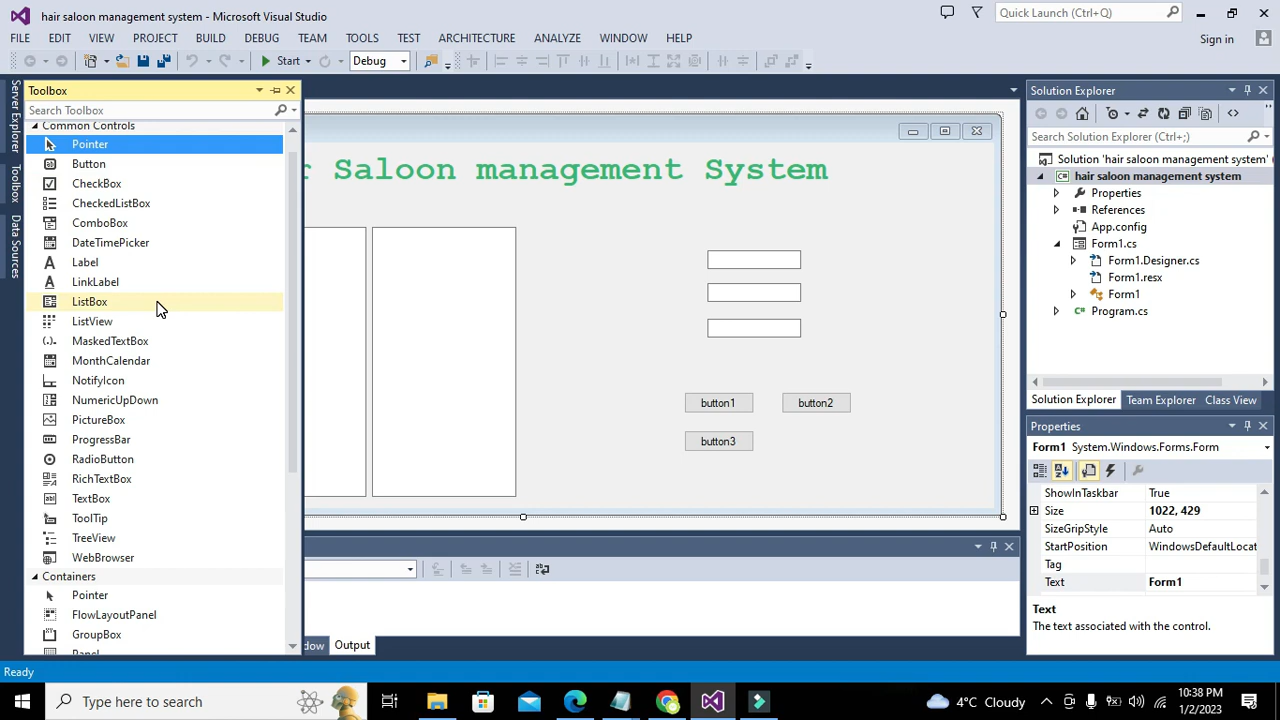 hair saloon management system - Microsoft Visual Studio
Quick Launch (Ctrl+Q)
FILE EDIT VIEW PROJECT BUILD DEBUG TEAM TOOLS TEST ARCHITECTURE ANALYZE WINDOW HELP
Sign in
Start
Debug
Server Explorer
Toolbox
Data Sources
Toolbox
Search Toolbox
Common Controls
Pointer
Button
CheckBox
CheckedListBox
ComboBox
DateTimePicker
Label
LinkLabel
ListBox
ListView
MaskedTextBox
MonthCalendar
NotifyIcon
NumericUpDown
PictureBox
ProgressBar
RadioButton
RichTextBox
TextBox
ToolTip
TreeView
WebBrowser
Containers
Pointer
FlowLayoutPanel
GroupBox
Panel
r Saloon management System
button1
button2
button3
dow
Output
Solution Explorer
Search Solution Explorer (Ctrl+;)
Solution 'hair saloon management system' (
hair saloon management system
Properties
References
App.config
Form1.cs
Form1.Designer.cs
Form1.resx
Form1
Program.cs
Solution Explorer Team Explorer Class View
Properties
Form1 System.Windows.Forms.Form
ShowInTaskbar True
Size 1022, 429
SizeGripStyle Auto
StartPosition WindowsDefaultLocat
Tag
Text Form1
Text
The text associated with the control.
Ready
Type here to search
4°C Cloudy
10:38 PM
1/2/2023